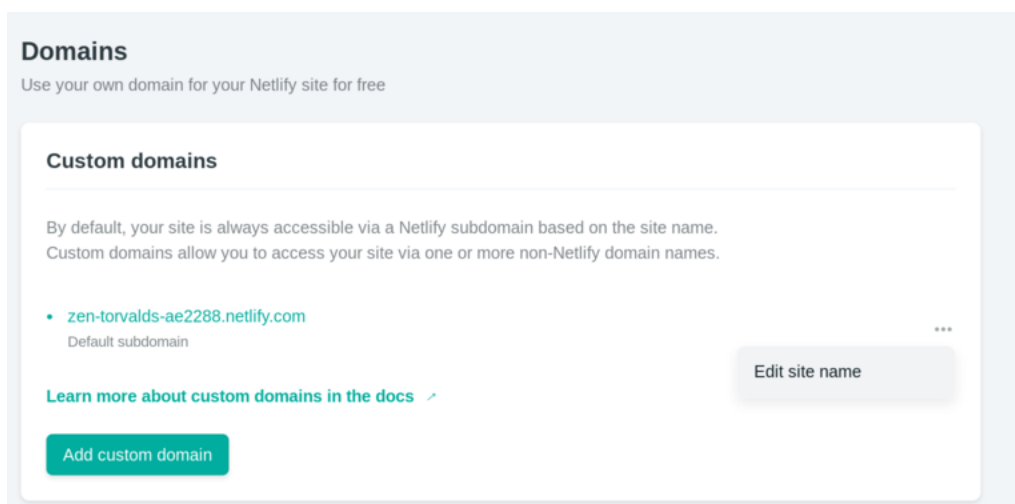 Domains
Use your own domain for your Netlify site for free
Custom domains
By default, your site is always accessible via a Netlify subdomain based on the site name.
Custom domains allow you to access your site via one or more non-Netlify domain names.
• zen-torvalds-ae2288.netlify.com
Default subdomain
•••
Edit site name
Learn more about custom domains in the docs ↗
Add custom domain